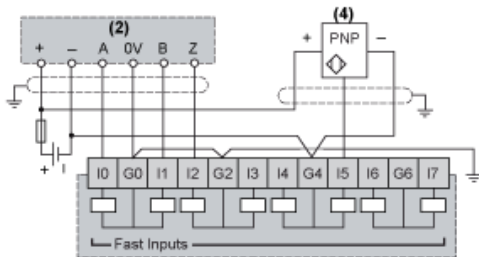 (2)
(4)
+ – A 0V B Z
+ PNP –
+ –
I0 G0 I1 I2 G2 I3 I4 G4 I5 I6 G6 I7
Fast Inputs